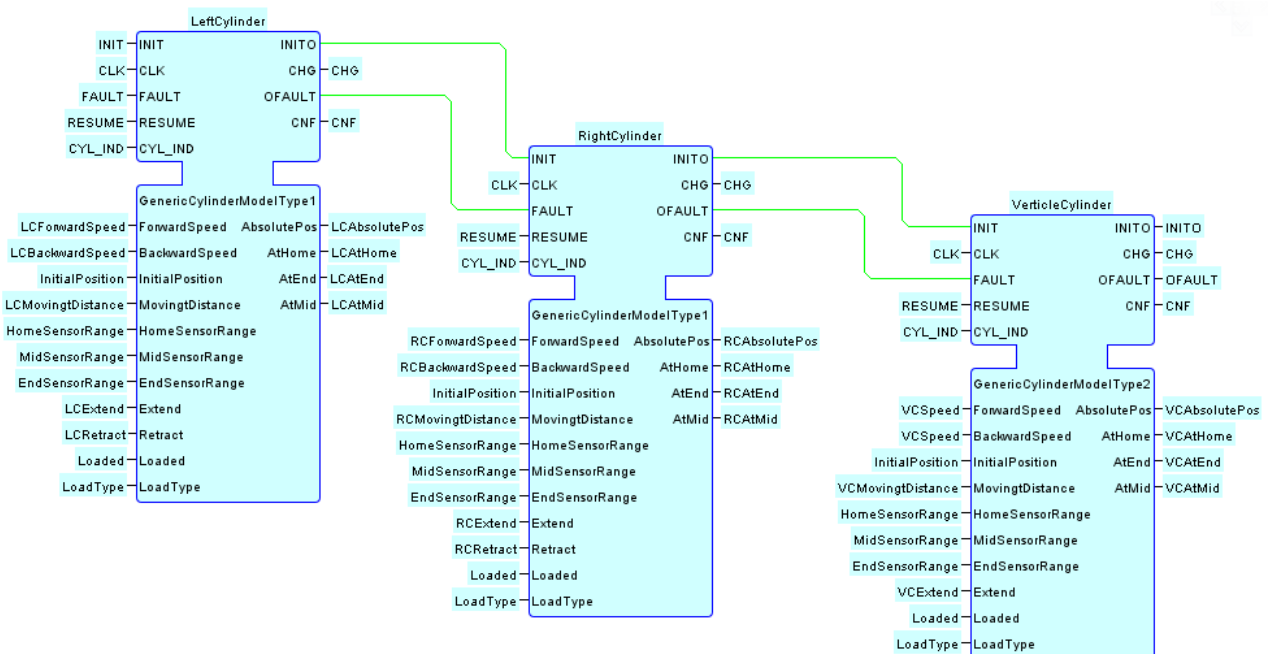 LeftCylinder
INIT INIT INITO
CLK CLK CHG CHG
FAULT FAULT OFAULT
RESUME RESUME CNF CNF
CYL_IND CYL_IND
GenericCylinderModelType1
LCForwardSpeed ForwardSpeed AbsolutePos LCAbsolutePos
LCBackwardSpeed BackwardSpeed AtHome LCAtHome
InitialPosition InitialPosition AtEnd LCAtEnd
LCMovingtDistance MovingtDistance AtMid LCAtMid
HomeSensorRange HomeSensorRange
MidSensorRange MidSensorRange
EndSensorRange EndSensorRange
LCExtend Extend
LCRetract Retract
Loaded Loaded
LoadType LoadType
RightCylinder
INIT INITO
CLK CLK CHG CHG
FAULT OFAULT
RESUME RESUME CNF CNF
CYL_IND CYL_IND
GenericCylinderModelType1
RCForwardSpeed ForwardSpeed AbsolutePos RCAbsolutePos
RCBackwardSpeed BackwardSpeed AtHome RCAtHome
InitialPosition InitialPosition AtEnd RCAtEnd
RCMovingtDistance MovingtDistance AtMid RCAtMid
HomeSensorRange HomeSensorRange
MidSensorRange MidSensorRange
EndSensorRange EndSensorRange
RCExtend Extend
RCRetract Retract
Loaded Loaded
LoadType LoadType
VerticleCylinder
INIT INITO INITO
CLK CLK CHG CHG
FAULT OFAULT OFAULT
RESUME RESUME CNF CNF
CYL_IND CYL_IND
GenericCylinderModelType2
VCSpeed ForwardSpeed AbsolutePos VCAbsolutePos
VCSpeed BackwardSpeed AtHome VCAtHome
InitialPosition InitialPosition AtEnd VCAtEnd
VCMovingtDistance MovingtDistance AtMid VCAtMid
HomeSensorRange HomeSensorRange
MidSensorRange MidSensorRange
EndSensorRange EndSensorRange
VCExtend Extend
Loaded Loaded
LoadType LoadType